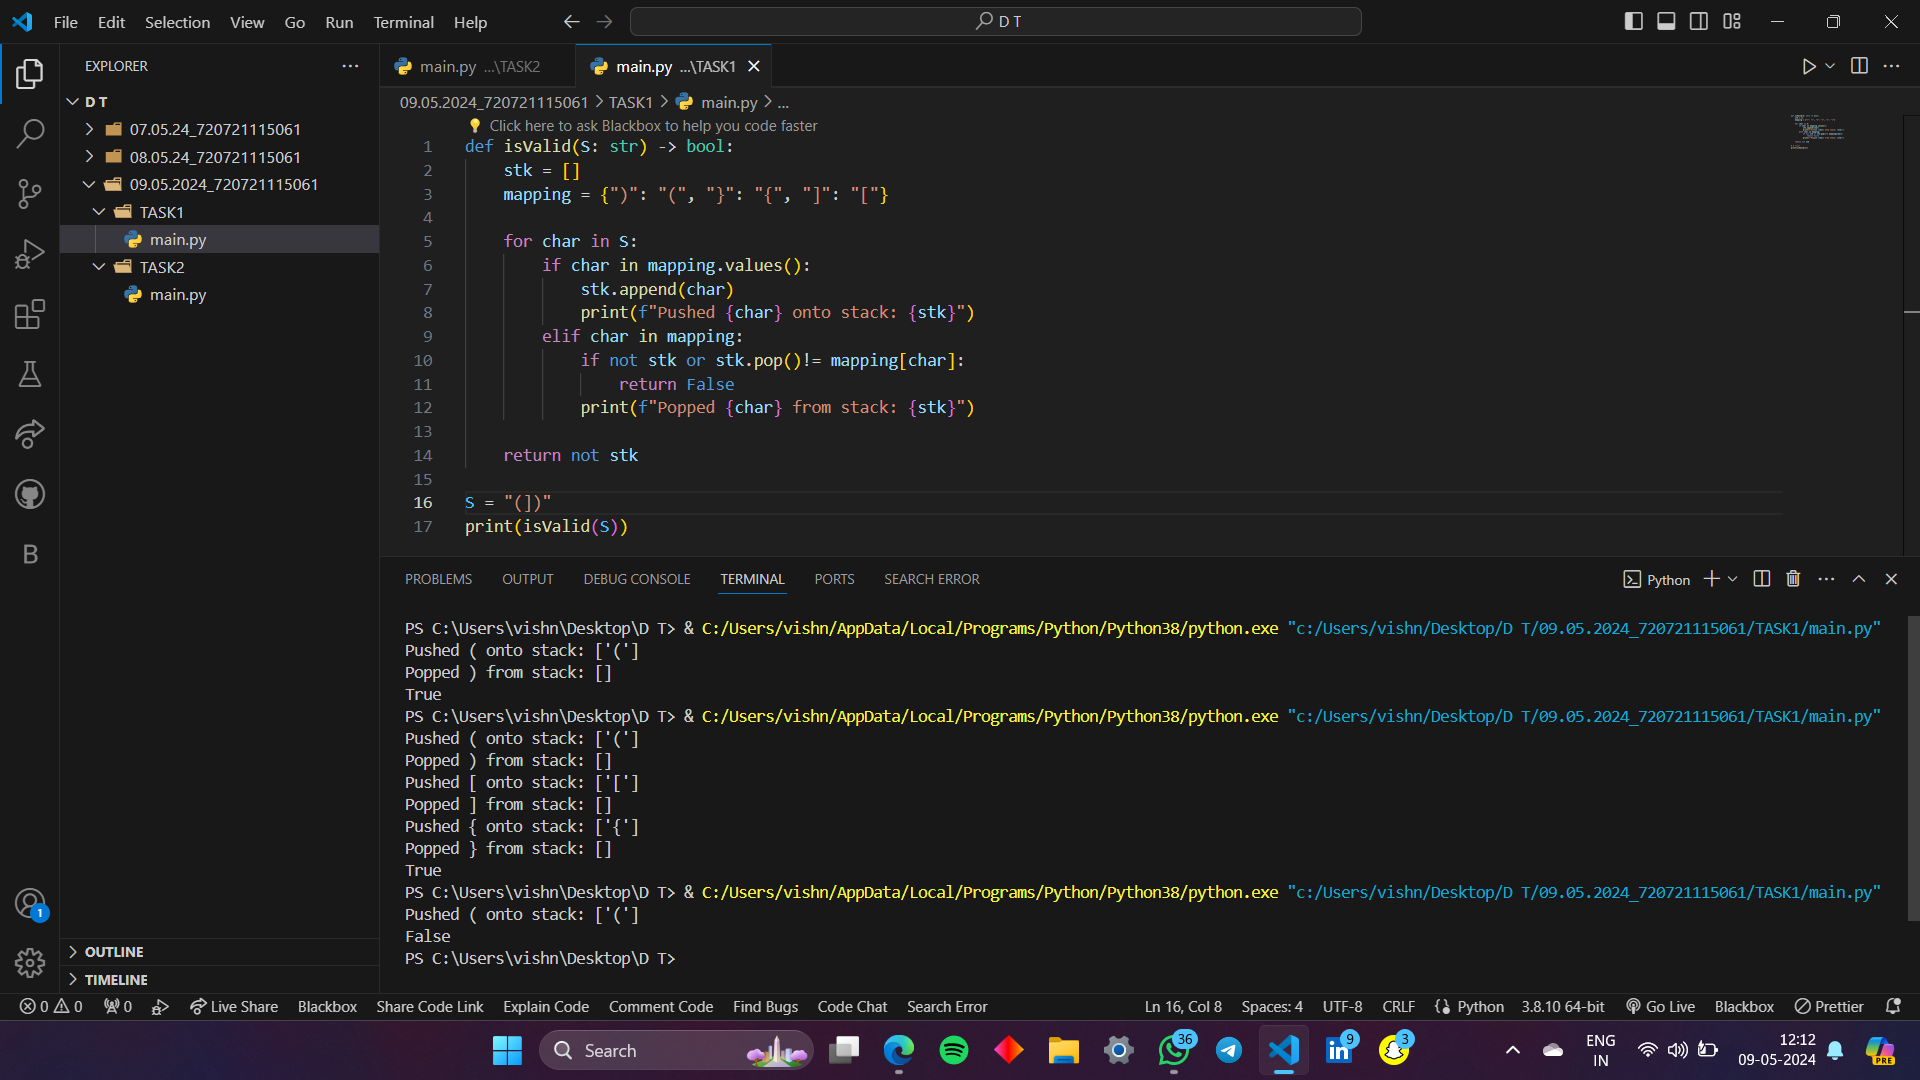 File Edit Selection View Go Run Terminal Help
D T
EXPLORER
D T
07.05.24_720721115061
08.05.24_720721115061
09.05.2024_720721115061
TASK1
main.py
TASK2
main.py
OUTLINE
TIMELINE
main.py ...\TASK2
main.py ...\TASK1
09.05.2024_720721115061 > TASK1 > main.py > ...
Click here to ask Blackbox to help you code faster
1 def isValid(S: str) -> bool:
2     stk = []
3     mapping = {")": "(", "}": "{", "]": "["}
4
5     for char in S:
6         if char in mapping.values():
7             stk.append(char)
8             print(f"Pushed {char} onto stack: {stk}")
9         elif char in mapping:
10             if not stk or stk.pop()!= mapping[char]:
11                 return False
12             print(f"Popped {char} from stack: {stk}")
13
14     return not stk
15
16 S = "(])"
17 print(isValid(S))
PROBLEMS OUTPUT DEBUG CONSOLE TERMINAL PORTS SEARCH ERROR
Python
PS C:\Users\vishn\Desktop\D T> & C:/Users/vishn/AppData/Local/Programs/Python/Python38/python.exe "c:/Users/vishn/Desktop/D T/09.05.2024_720721115061/TASK1/main.py"
Pushed ( onto stack: ['(']
Popped ) from stack: []
True
PS C:\Users\vishn\Desktop\D T> & C:/Users/vishn/AppData/Local/Programs/Python/Python38/python.exe "c:/Users/vishn/Desktop/D T/09.05.2024_720721115061/TASK1/main.py"
Pushed ( onto stack: ['(']
Popped ) from stack: []
Pushed [ onto stack: ['[']
Popped ] from stack: []
Pushed { onto stack: ['{']
Popped } from stack: []
True
PS C:\Users\vishn\Desktop\D T> & C:/Users/vishn/AppData/Local/Programs/Python/Python38/python.exe "c:/Users/vishn/Desktop/D T/09.05.2024_720721115061/TASK1/main.py"
Pushed ( onto stack: ['(']
False
PS C:\Users\vishn\Desktop\D T>
B
1
0 0 0 Live Share Blackbox Share Code Link Explain Code Comment Code Find Bugs Code Chat Search Error
Ln 16, Col 8 Spaces: 4 UTF-8 CRLF Python 3.8.10 64-bit Go Live Blackbox Prettier
Search
36
in 9
3
ENG
IN
12:12
09-05-2024
PRE